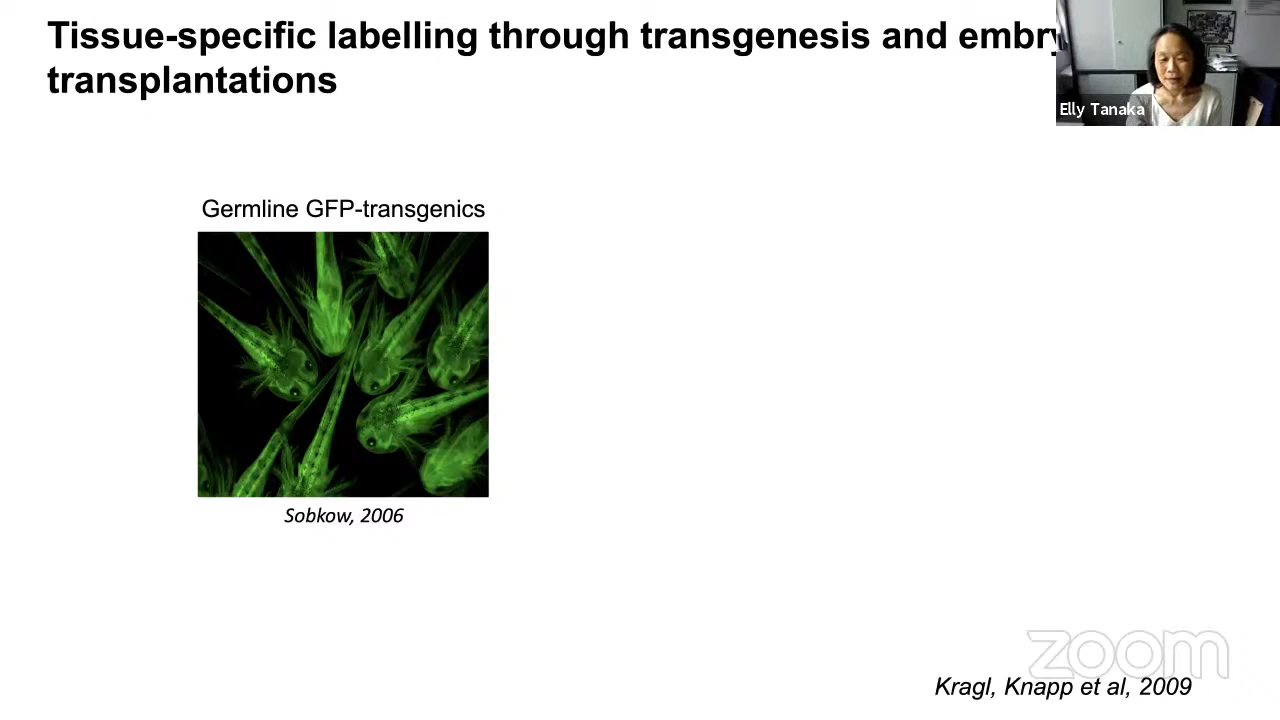 Tissue-specific labelling through transgenesis and embry
transplantations
Elly Tanaka
Germline GFP-transgenics
Sobkow, 2006
zoom
Kragl, Knapp et al, 2009